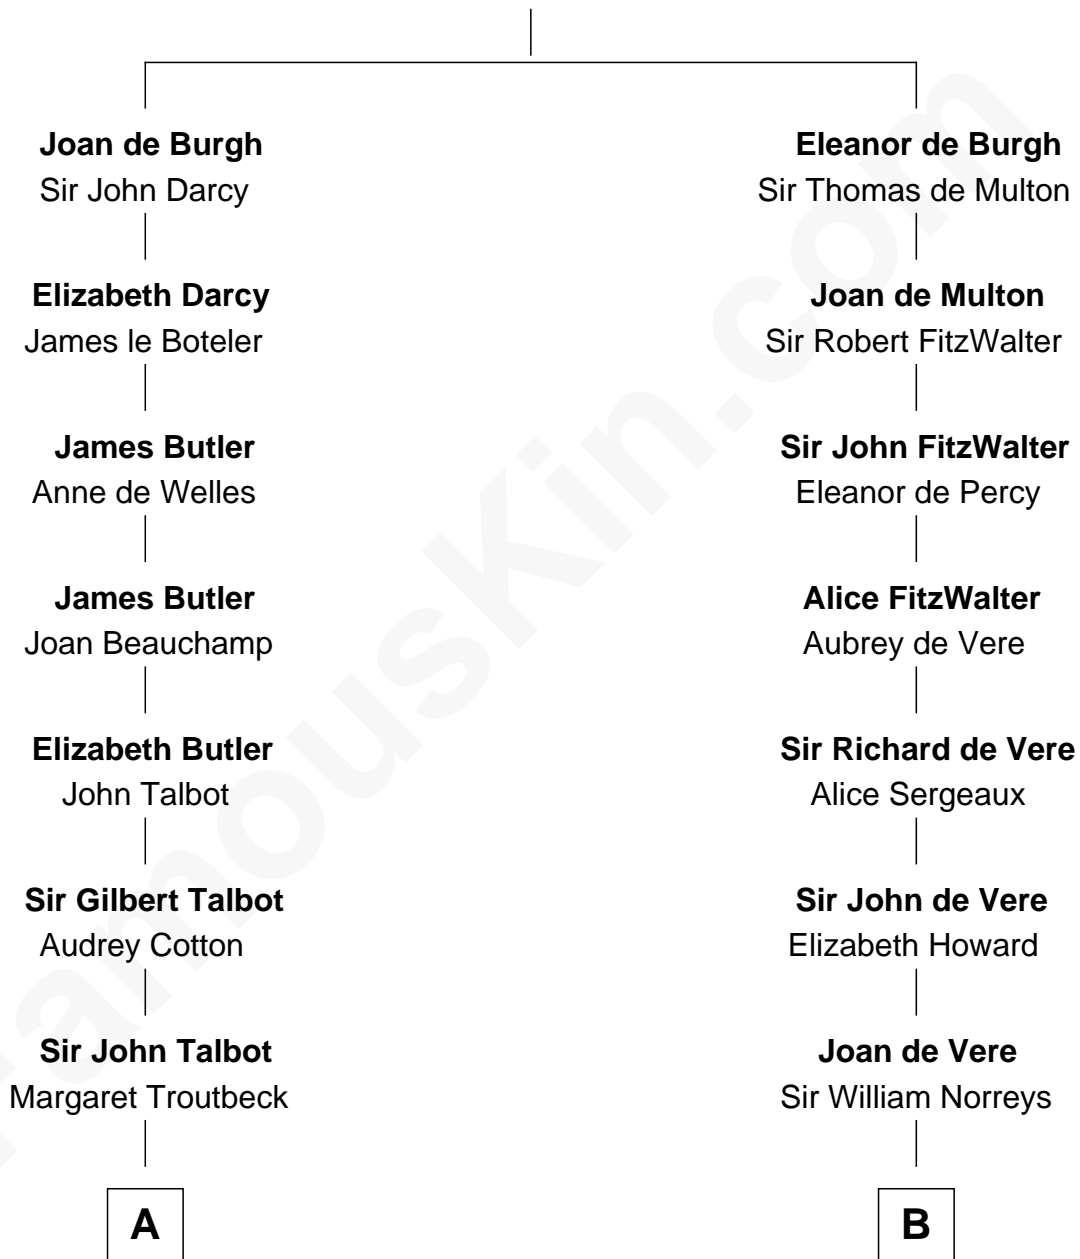 Joan de Burgh
Sir John Darcy
Elizabeth Darcy
James le Boteler
James Butler
Anne de Welles
James Butler
Joan Beauchamp
Elizabeth Butler
John Talbot
Sir Gilbert Talbot
Audrey Cotton
Sir John Talbot
Margaret Troutbeck
A
Eleanor de Burgh
Sir Thomas de Multon
Joan de Multon
Sir Robert FitzWalter
Sir John FitzWalter
Eleanor de Percy
Alice FitzWalter
Aubrey de Vere
Sir Richard de Vere
Alice Sergeaux
Sir John de Vere
Elizabeth Howard
Joan de Vere
Sir William Norreys
B
FamousKin.com